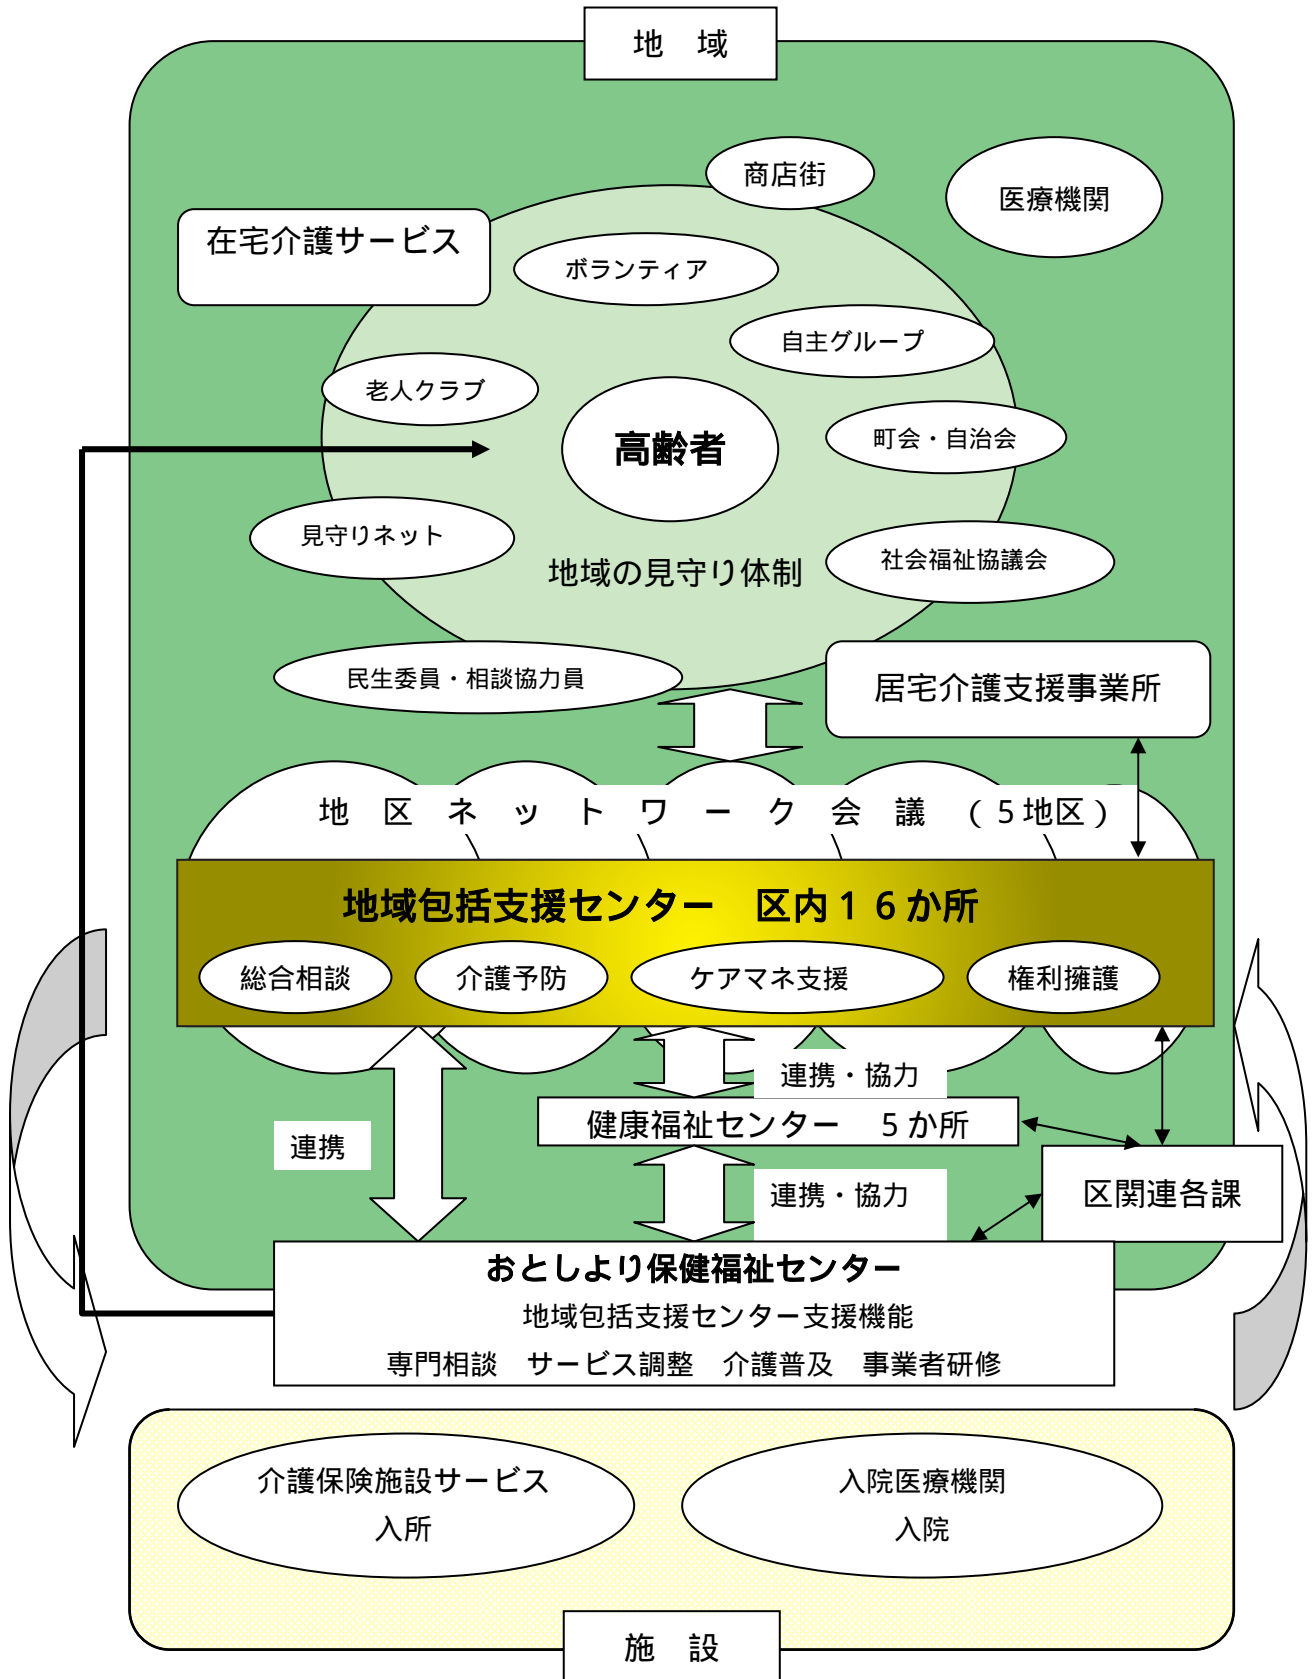 地　域
商店街
医療機関
在宅介護サービス
ボランティア
自主グループ
老人クラブ
高齢者
町会・自治会
見守りネット
社会福祉協議会
地域の見守り体制
民生委員・相談協力員
居宅介護支援事業所
地　区　ネ　ッ　ト　ワ　ー　ク　会　議　（５地区）
地域包括支援センター　区内１６か所
総合相談
介護予防
ケアマネ支援
権利擁護
連携・協力
健康福祉センター　５か所
連携
連携・協力
区関連各課
おとしより保健福祉センター
地域包括支援センター支援機能
専門相談　サービス調整　介護普及　事業者研修
介護保険施設サービス
入所
入院医療機関
入院
施　設